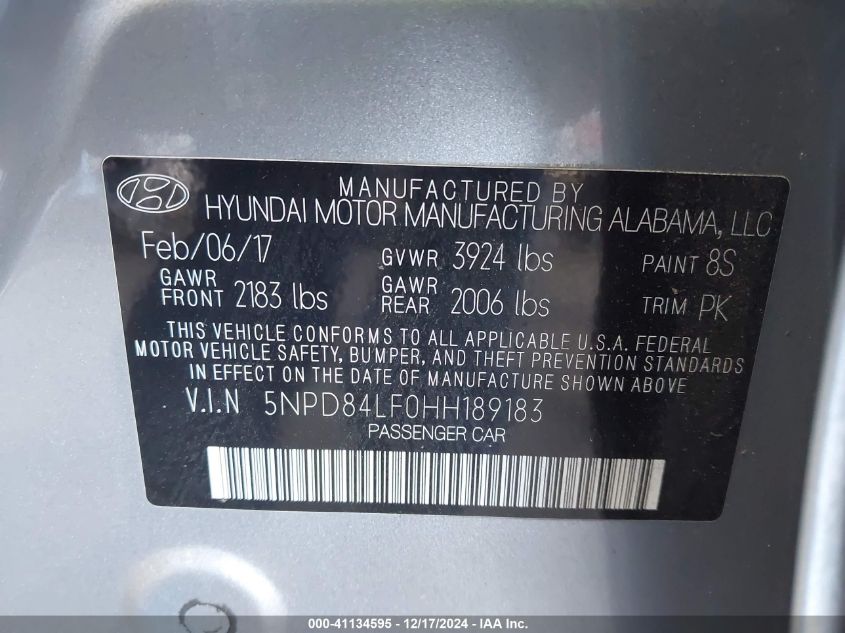 MANUFACTURED BY
HYUNDAI MOTOR MANUFACTURING ALABAMA, LLC
Feb/06/17 GVWR 3924 lbs PAINT 8S
GAWR FRONT 2183 lbs GAWR REAR 2006 lbs TRIM PK
THIS VEHICLE CONFORMS TO ALL APPLICABLE U.S.A. FEDERAL
MOTOR VEHICLE SAFETY, BUMPER, AND THEFT PREVENTION STANDARDS
IN EFFECT ON THE DATE OF MANUFACTURE SHOWN ABOVE
V.I.N 5NPD84LF0HH189183
PASSENGER CAR
000-41134595 - 12/17/2024 - IAA Inc.